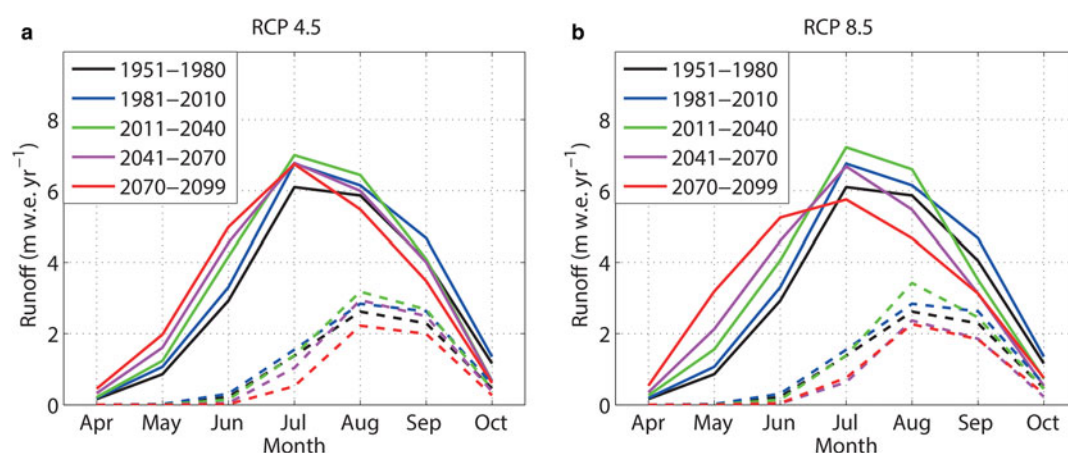 a
RCP 4.5
1951–1980
1981–2010
2011–2040
2041–2070
2070–2099
8
6
4
2
0
Runoff (m w.e. yr⁻¹)
Apr May Jun Jul Aug Sep Oct
Month
b
RCP 8.5
1951–1980
1981–2010
2011–2040
2041–2070
2070–2099
8
6
4
2
0
Runoff (m w.e. yr⁻¹)
Apr May Jun Jul Aug Sep Oct
Month